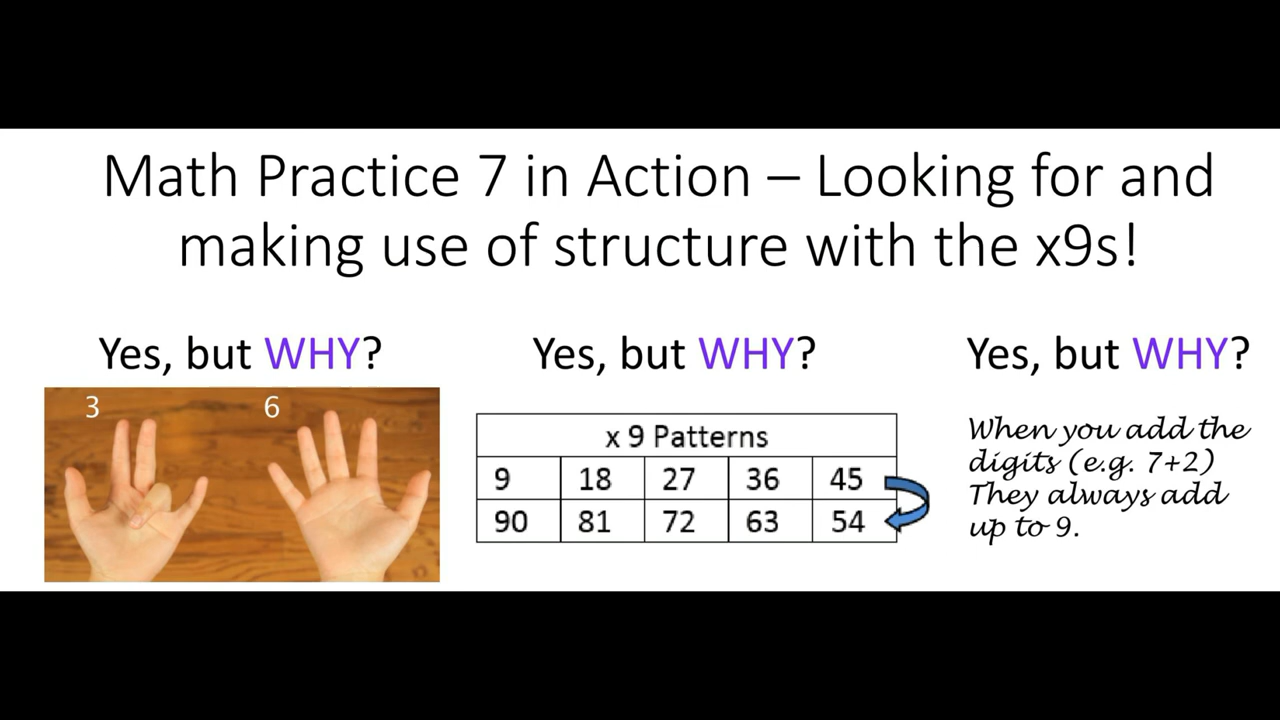 Math Practice 7 in Action – Looking for and
making use of structure with the x9s!
Yes, but WHY?
3 6
Yes, but WHY?
x 9 Patterns
9 18 27 36 45
90 81 72 63 54
Yes, but WHY?
When you add the
digits (e.g. 7+2)
They always add
up to 9.